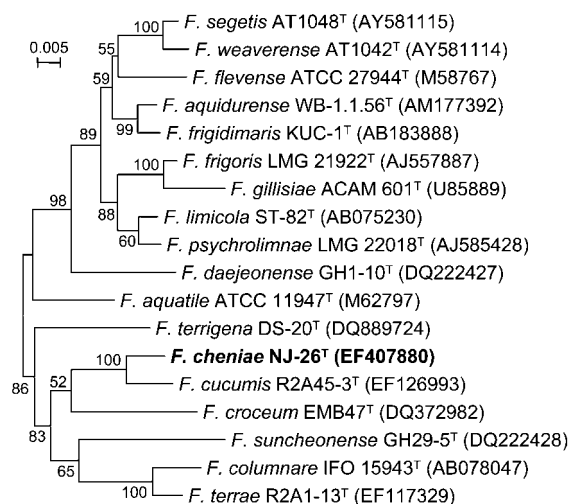 0.005
F. segetis AT1048ᵀ (AY581115)
100
F. weaverense AT1042ᵀ (AY581114)
55
F. flevense ATCC 27944ᵀ (M58767)
59
F. aquidurense WB-1.1.56ᵀ (AM177392)
99
F. frigidimaris KUC-1ᵀ (AB183888)
89
F. frigoris LMG 21922ᵀ (AJ557887)
100
F. gillisiae ACAM 601ᵀ (U85889)
88
F. limicola ST-82ᵀ (AB075230)
60
F. psychrolimnae LMG 22018ᵀ (AJ585428)
98
F. daejeonense GH1-10ᵀ (DQ222427)
F. aquatile ATCC 11947ᵀ (M62797)
F. terrigena DS-20ᵀ (DQ889724)
86
F. cheniae NJ-26ᵀ (EF407880)
100
F. cucumis R2A45-3ᵀ (EF126993)
52
F. croceum EMB47ᵀ (DQ372982)
83
F. suncheonense GH29-5ᵀ (DQ222428)
65
F. columnare IFO 15943ᵀ (AB078047)
100
F. terrae R2A1-13ᵀ (EF117329)